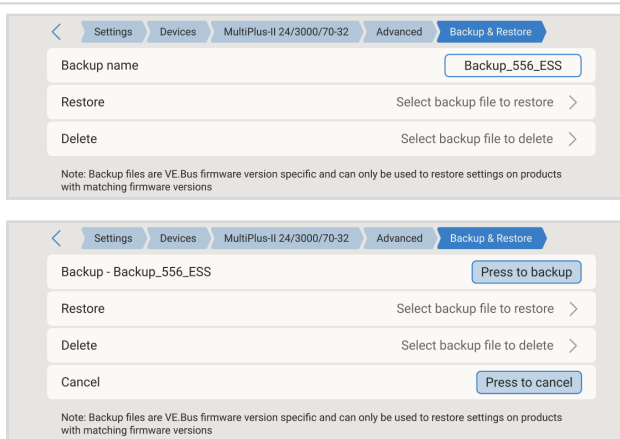 Settings Devices MultiPlus-II 24/3000/70-32 Advanced Backup & Restore
Backup name Backup_556_ESS
Restore Select backup file to restore
Delete Select backup file to delete
Note: Backup files are VE.Bus firmware version specific and can only be used to restore settings on products
with matching firmware versions
Settings Devices MultiPlus-II 24/3000/70-32 Advanced Backup & Restore
Backup - Backup_556_ESS Press to backup
Restore Select backup file to restore
Delete Select backup file to delete
Cancel Press to cancel
Note: Backup files are VE.Bus firmware version specific and can only be used to restore settings on products
with matching firmware versions